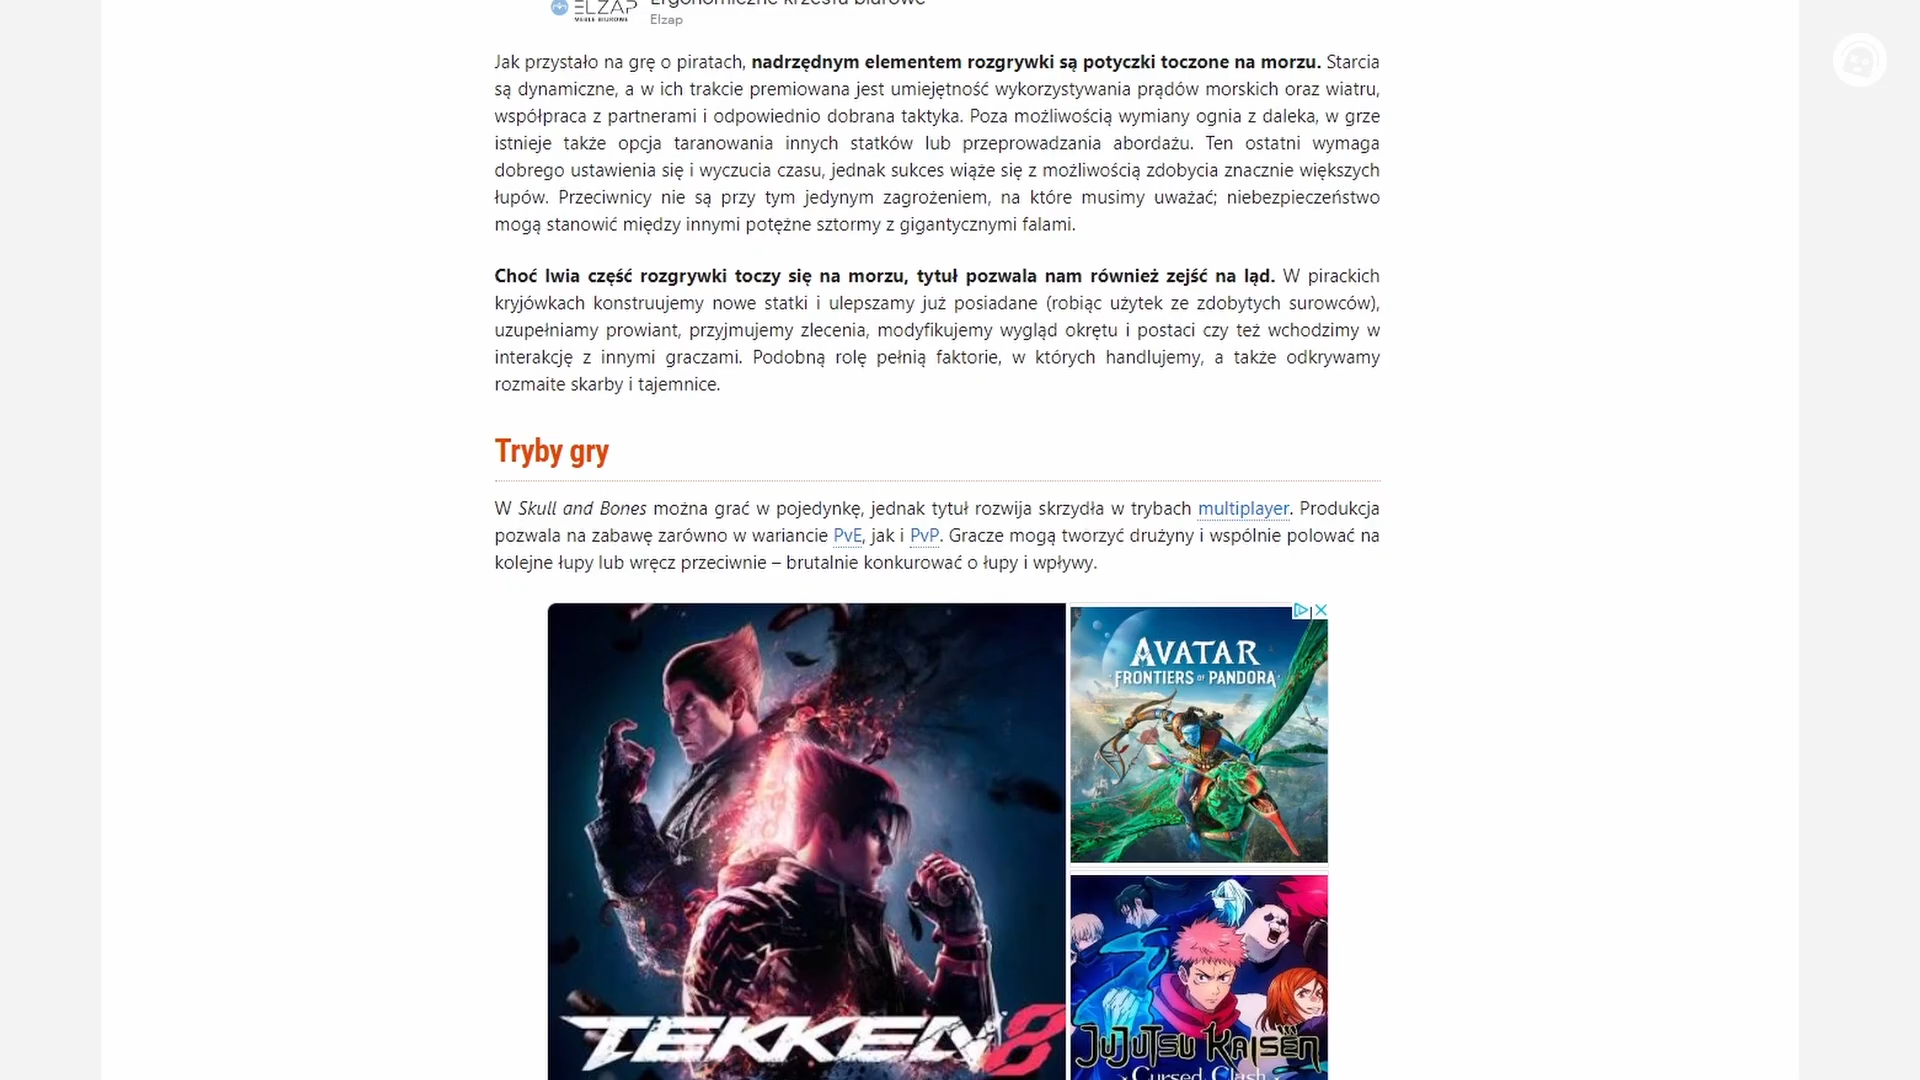 ELZAP
MEBLE BIUROWE
Ergonomiczne krzesła biurowe
Elzap
Jak przystało na grę o piratach, nadrzędnym elementem rozgrywki są potyczki toczone na morzu. Starcia
są dynamiczne, a w ich trakcie premiowana jest umiejętność wykorzystywania prądów morskich oraz wiatru,
współpraca z partnerami i odpowiednio dobrana taktyka. Poza możliwością wymiany ognia z daleka, w grze
istnieje także opcja taranowania innych statków lub przeprowadzania abordażu. Ten ostatni wymaga
dobrego ustawienia się i wyczucia czasu, jednak sukces wiąże się z możliwością zdobycia znacznie większych
łupów. Przeciwnicy nie są przy tym jedynym zagrożeniem, na które musimy uważać; niebezpieczeństwo
mogą stanowić między innymi potężne sztormy z gigantycznymi falami.
Choć lwia część rozgrywki toczy się na morzu, tytuł pozwala nam również zejść na ląd. W pirackich
kryjówkach konstruujemy nowe statki i ulepszamy już posiadane (robiąc użytek ze zdobytych surowców),
uzupełniamy prowiant, przyjmujemy zlecenia, modyfikujemy wygląd okrętu i postaci czy też wchodzimy w
interakcję z innymi graczami. Podobną rolę pełnią faktorie, w których handlujemy, a także odkrywamy
rozmaite skarby i tajemnice.
Tryby gry
W Skull and Bones można grać w pojedynkę, jednak tytuł rozwija skrzydła w trybach multiplayer. Produkcja
pozwala na zabawę zarówno w wariancie PvE, jak i PvP. Gracze mogą tworzyć drużyny i wspólnie polować na
kolejne łupy lub wręcz przeciwnie – brutalnie konkurować o łupy i wpływy.
AVATAR
FRONTIERS OF PANDORA
TEKKEN 8
JUJUTSU KAISEN
Cursed Clash